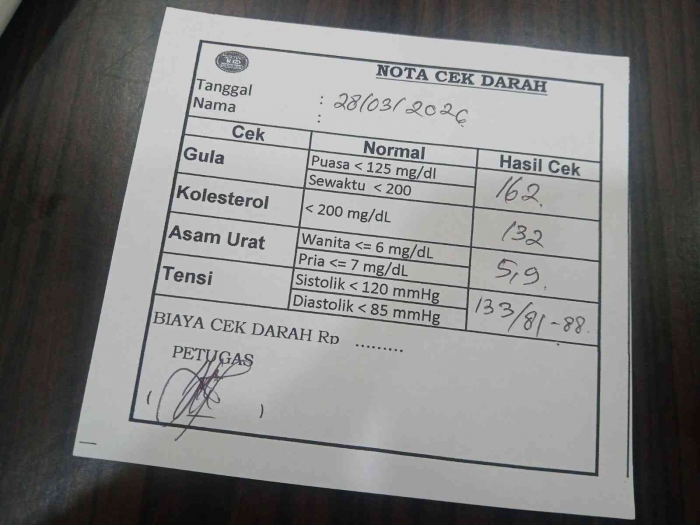 NOTA CEK DARAH
Tanggal : 28/03/2026
Nama :
Cek Normal Hasil Cek
Gula Puasa < 125 mg/dl 162.
Sewaktu < 200
Kolesterol < 200 mg/dL 132
Asam Urat Wanita <= 6 mg/dL 5,9.
Pria <= 7 mg/dL
Tensi Sistolik < 120 mmHg 133/81-88.
Diastolik < 85 mmHg
BIAYA CEK DARAH Rp .........
PETUGAS
( )